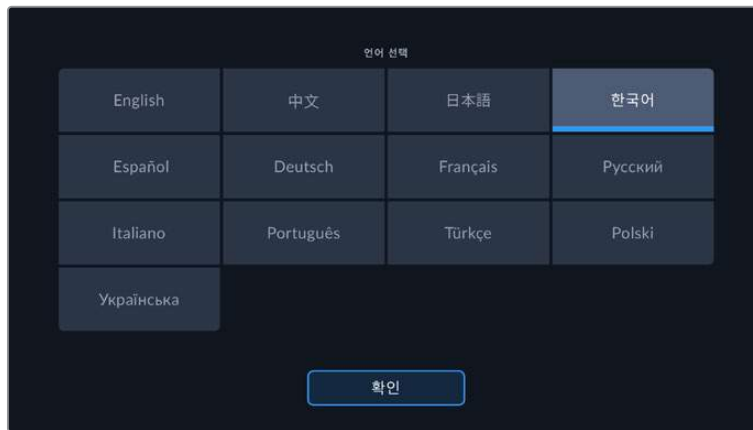 언어 선택
English 中文 日本語 한국어
Español Deutsch Français Русский
Italiano Português Türkçe Polski
Українська
확인